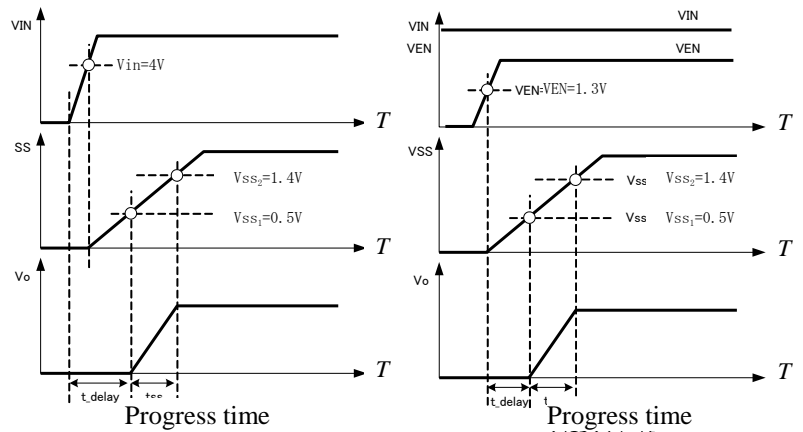 VIN
Vin=4V
T
SS
Vss₂=1.4V
Vss₁=0.5V
T
Vo
T
t_delay
tss
Progress time
VIN
VIN
VEN
VEN
VEN=VEN=1.3V
T
VSS
Vss Vss₂=1.4V
Vss Vss₁=0.5V
T
Vo
T
t_delay
t
Progress time